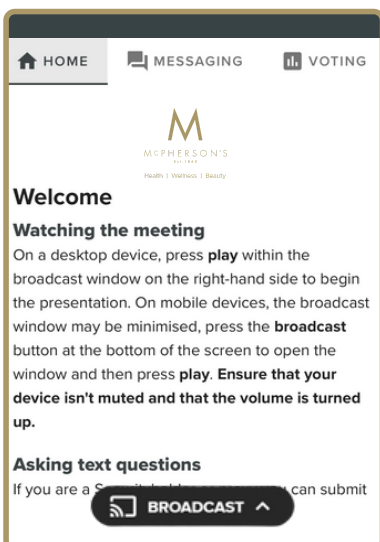 HOME MESSAGING VOTING
M
McPHERSON'S
Est. 1860
Health | Wellness | Beauty
Welcome
Watching the meeting
On a desktop device, press play within the
broadcast window on the right-hand side to begin
the presentation. On mobile devices, the broadcast
window may be minimised, press the broadcast
button at the bottom of the screen to open the
window and then press play. Ensure that your
device isn't muted and that the volume is turned
up.
Asking text questions
If you are a can submit
BROADCAST